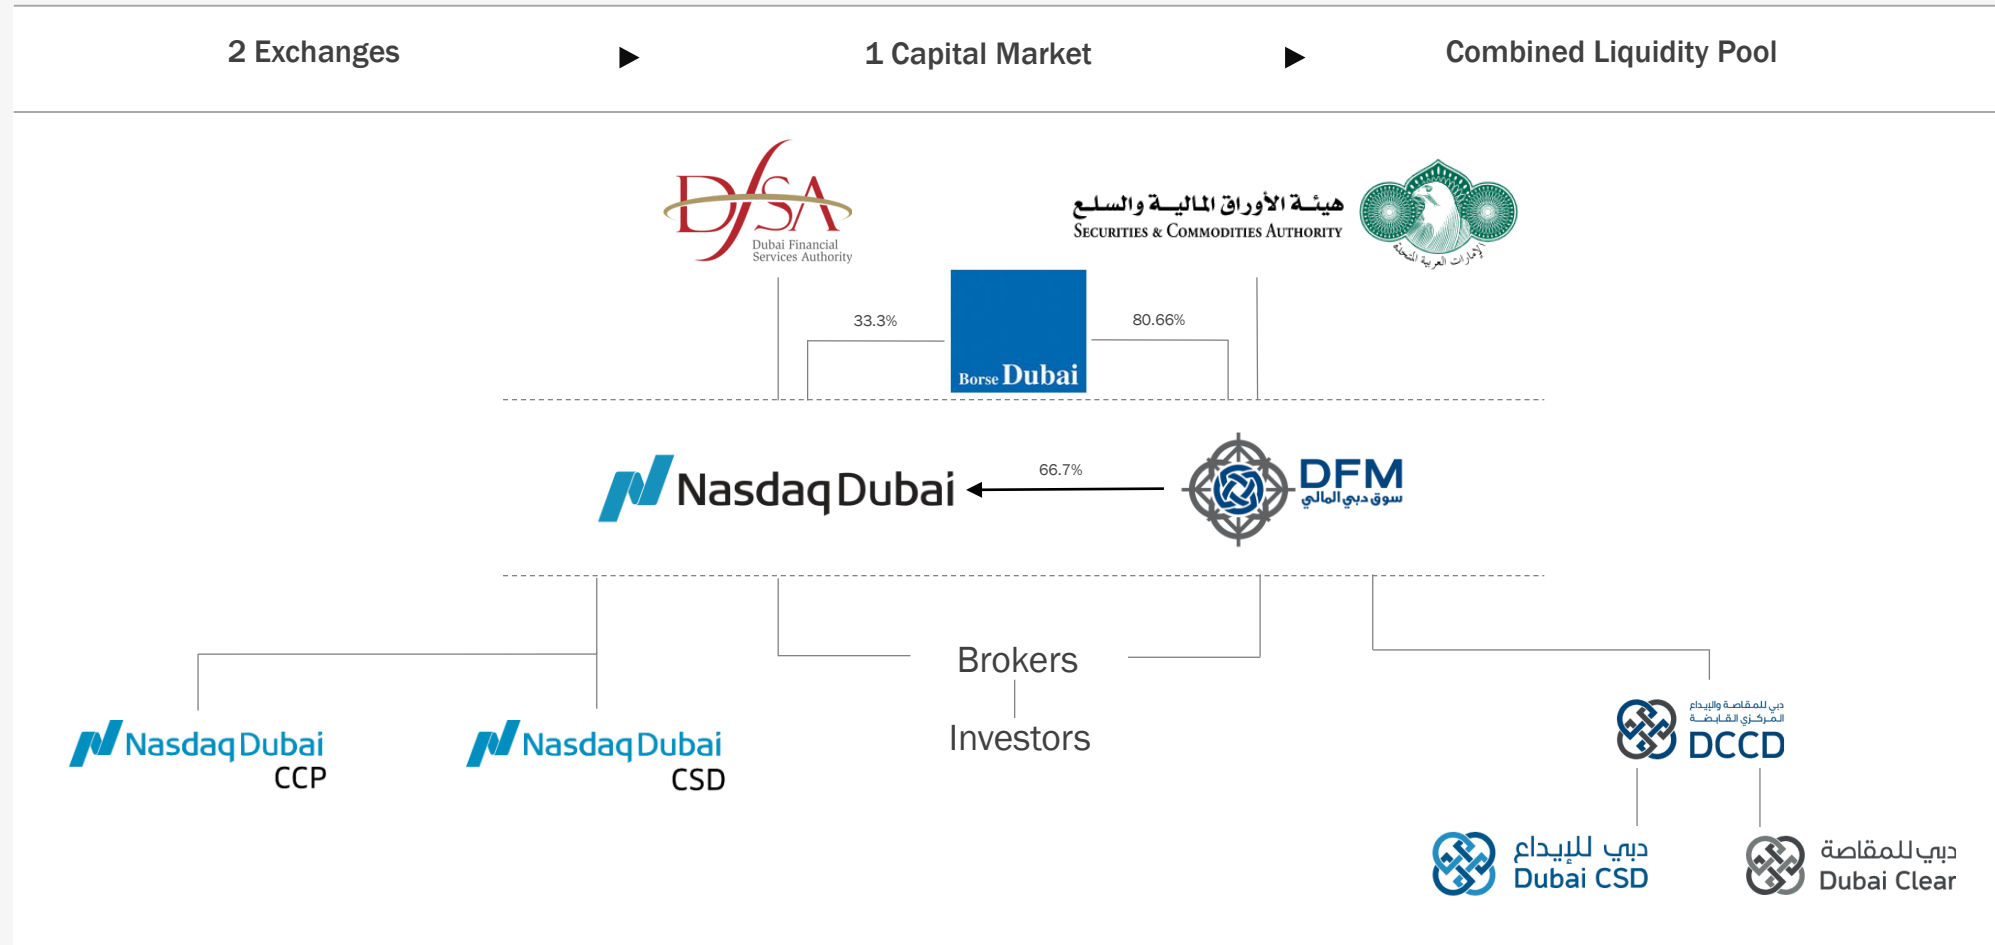 2 Exchanges
1 Capital Market
Combined Liquidity Pool
DFSA
Dubai Financial
Services Authority
هيئة الأوراق المالية والسلع
SECURITIES & COMMODITIES AUTHORITY
الإمارات العربية المتحدة
33.3%
80.66%
Borse Dubai
Nasdaq Dubai
66.7%
DFM
سوق دبي المالي
Brokers
Investors
Nasdaq Dubai
CCP
Nasdaq Dubai
CSD
دبي للمقاصة والإيداع
المركزي القابضة
DCCD
دبي للإيداع
Dubai CSD
دبي للمقاصة
Dubai Clear